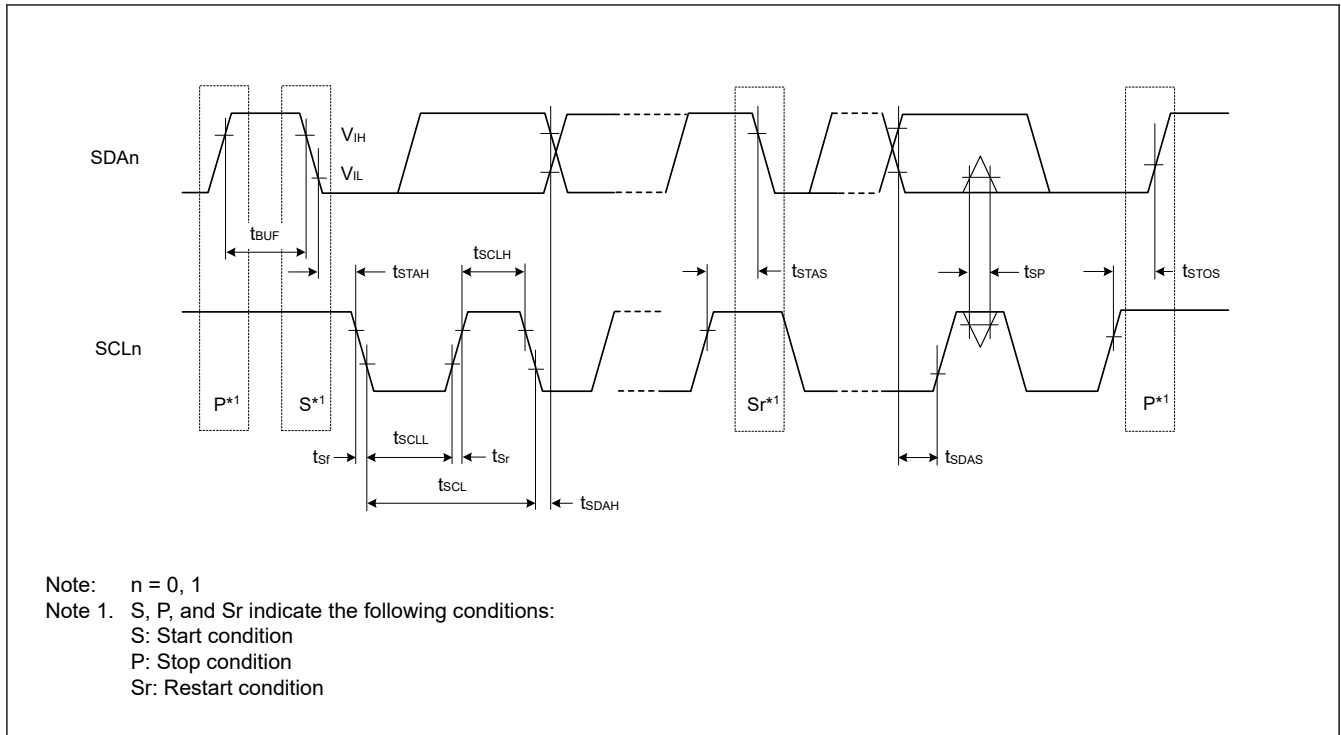 SDAn
VIH
VIL
tBUF
tSTAH
tSCLH
tSTAS
tSP
tSTOS
SCLn
P*1
S*1
Sr*1
P*1
tSf
tSCLL
tSr
tSCL
tSDAH
tSDAS
Note: n = 0, 1
Note 1. S, P, and Sr indicate the following conditions:
S: Start condition
P: Stop condition
Sr: Restart condition